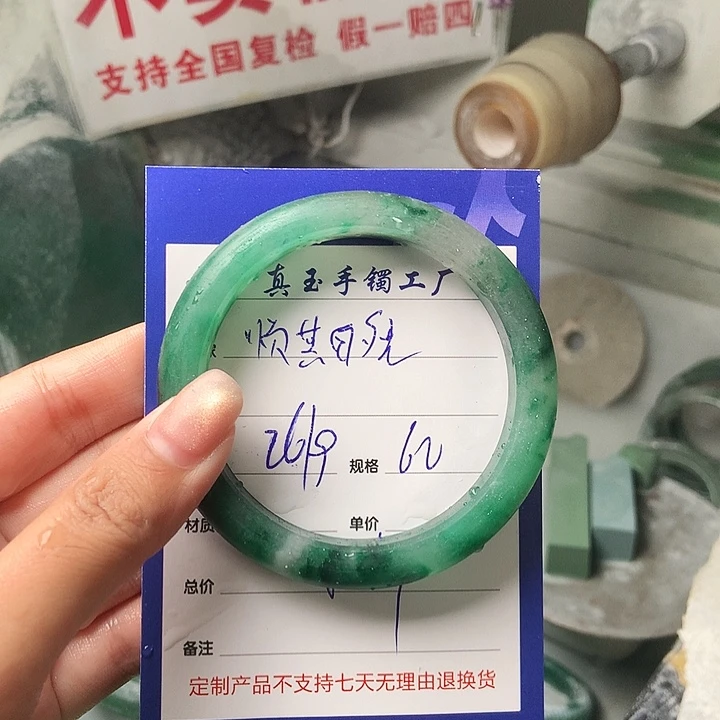 支持全国复检 假一赔四
真玉手镯工厂
顺其自然
2619 规格 62
材质 单价
总价
备注
定制产品不支持七天无理由退换货